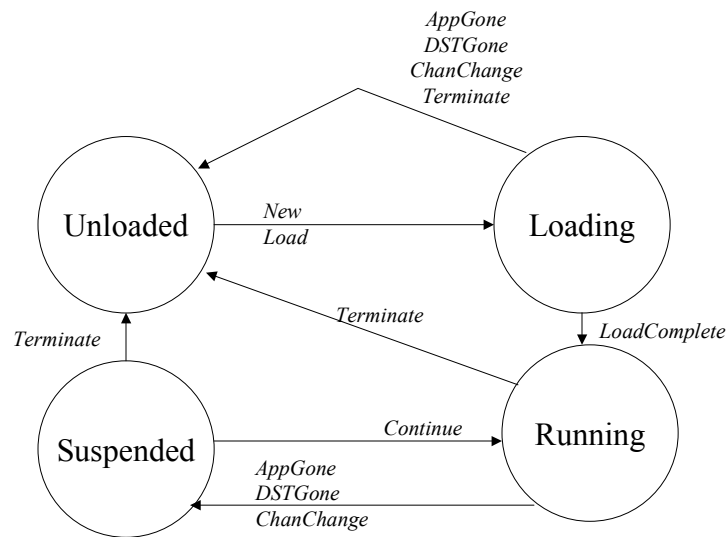 AppGone
DSTGone
ChanChange
Terminate
Unloaded
New
Load
Loading
Terminate
Terminate
LoadComplete
Suspended
Continue
Running
AppGone
DSTGone
ChanChange